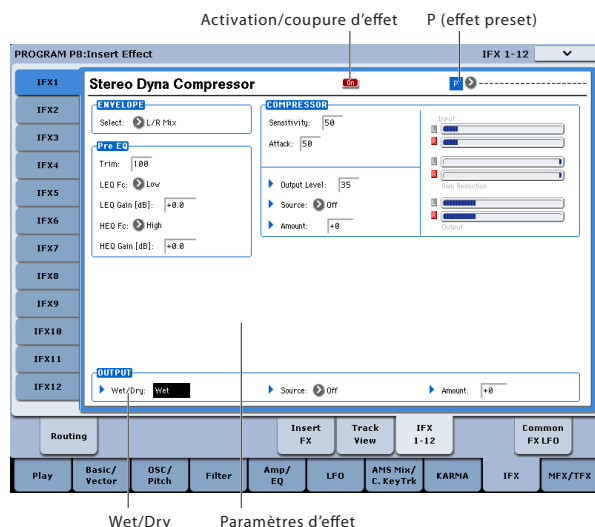 Activation/coupure d'effet P (effet preset)
PROGRAM P8:Insert Effect IFX 1-12
IFX1
Stereo Dyna Compressor On P ------------------
IFX2
IFX3
IFX4
IFX5
IFX6
IFX7
IFX8
IFX9
IFX10
IFX11
IFX12
ENVELOPE
Select: L/R Mix
Pre EQ
Trim: 100
LEQ Fc: Low
LEQ Gain [dB]: +0.0
HEQ Fc: High
HEQ Gain [dB]: +0.0
COMPRESSOR
Sensitivity: 50
Attack: 50
Output Level: 35
Source: Off
Amount: +0
Input
L
R
L
R
Gain Reduction
L
R
Output
OUTPUT
Wet/Dry: Wet Source: Off Amount: +0
Routing Insert FX Track View IFX 1-12 Common FX LFO
Play Basic/Vector OSC/Pitch Filter Amp/EQ LFO AMS Mix/C. KeyTrk KARMA IFX MFX/TFX
Wet/Dry Paramètres d'effet